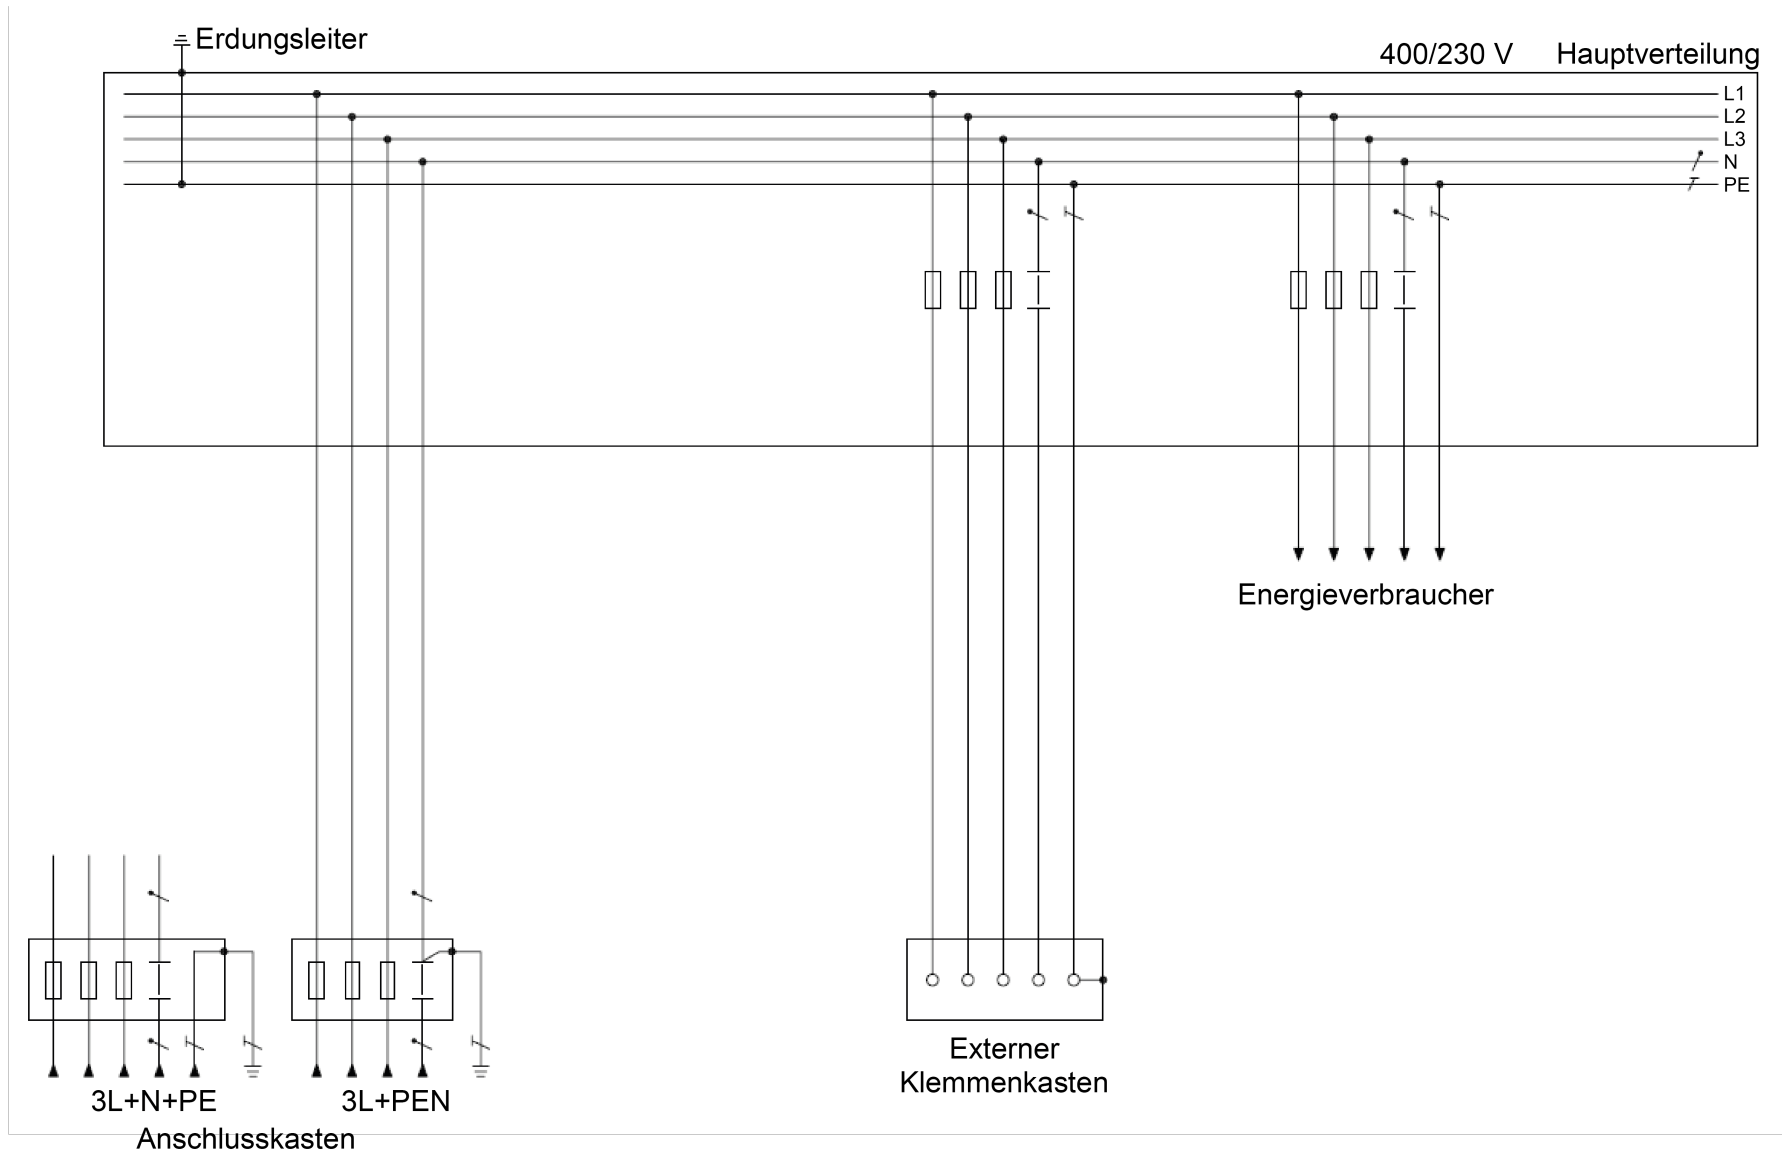 Erdungsleiter
400/230 V Hauptverteilung
L1
L2
L3
N
PE
Energieverbraucher
Externer
Klemmenkasten
3L+N+PE 3L+PEN
Anschlusskasten